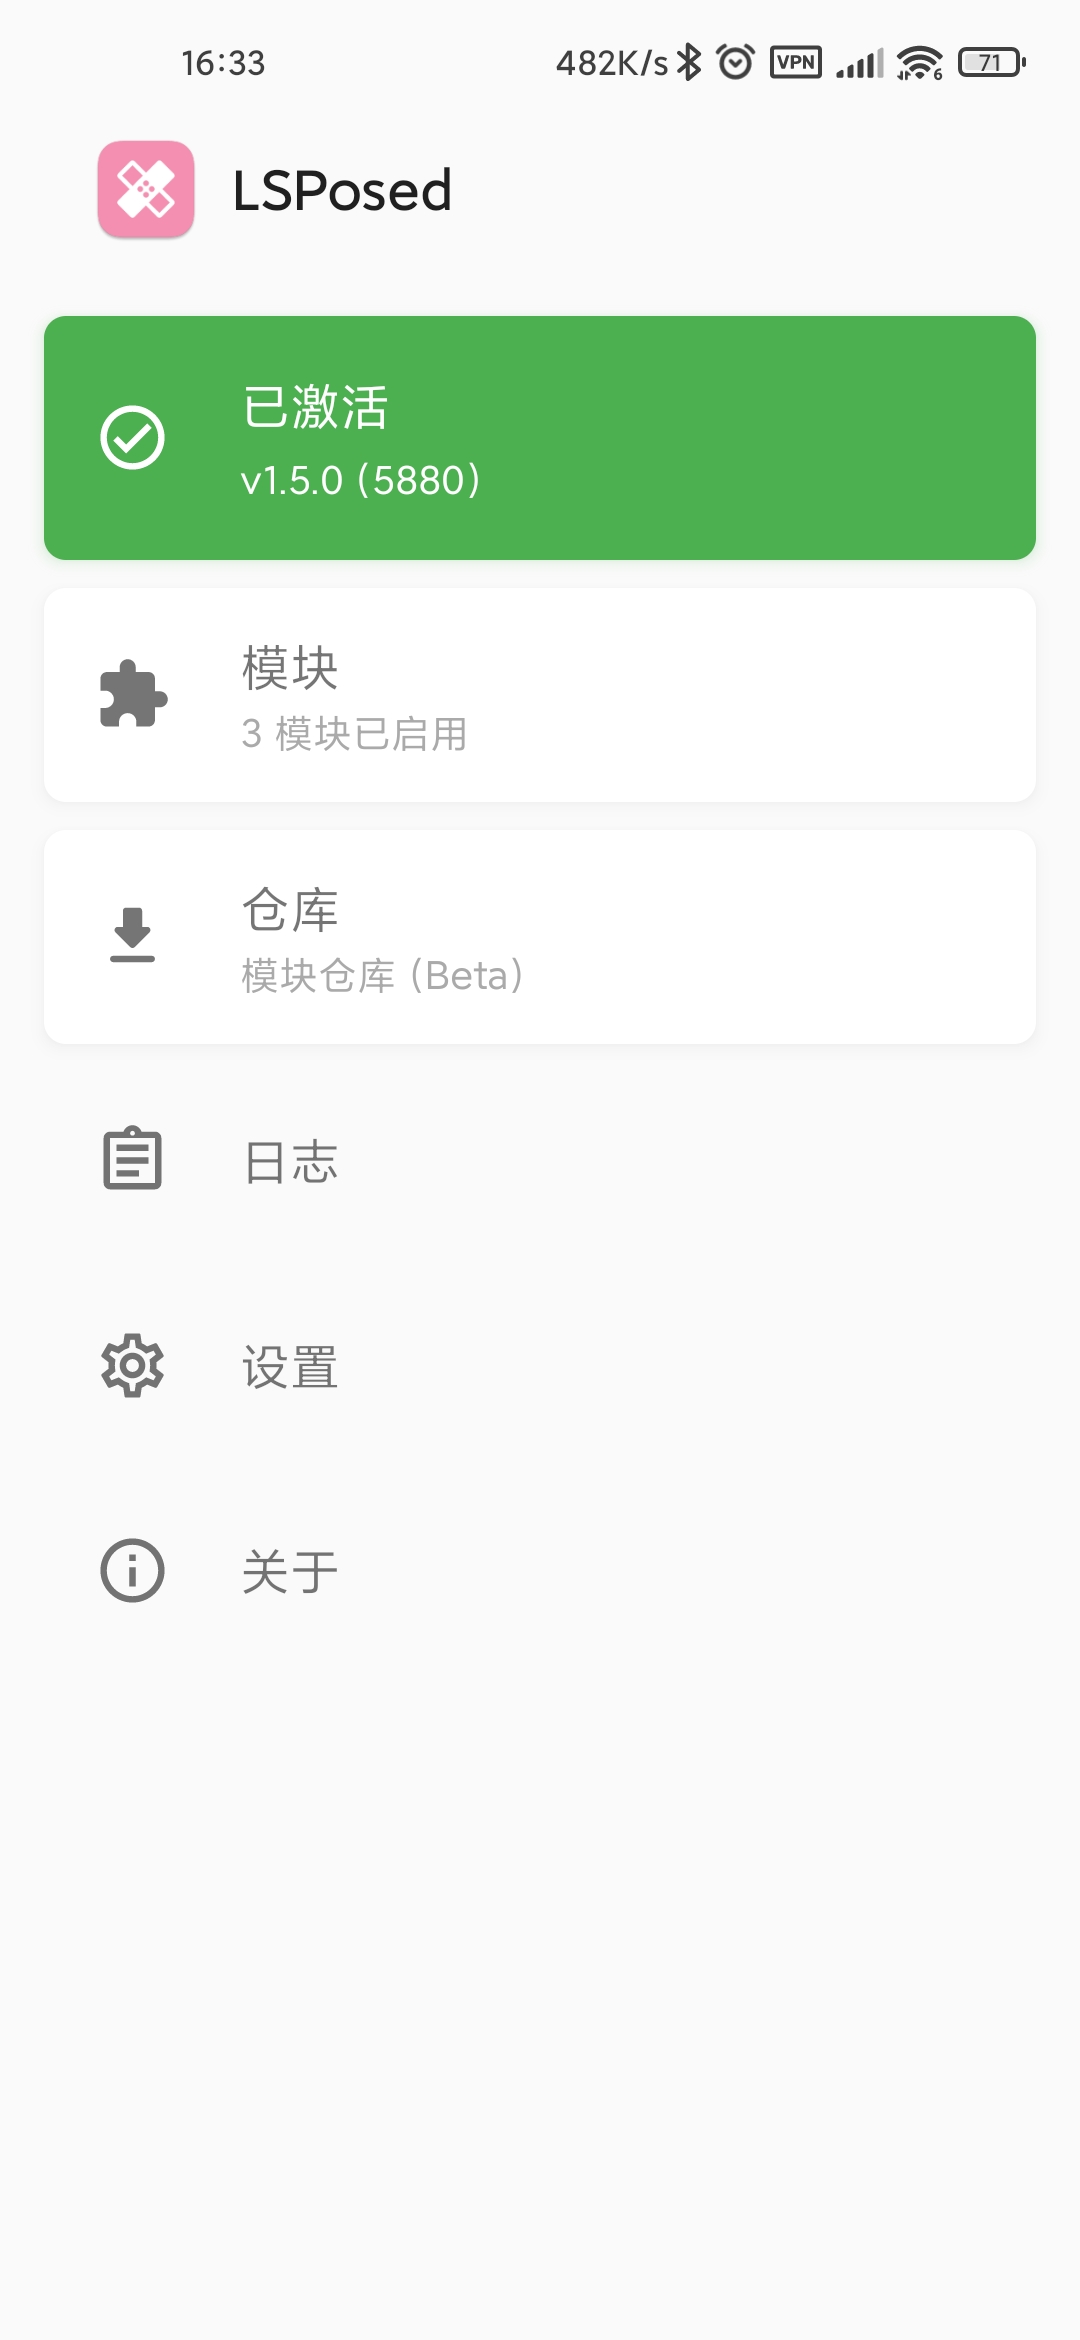 16:33
482K/s VPN 6 71
LSPosed
已激活
v1.5.0 (5880)
模块
3 模块已启用
仓库
模块仓库 (Beta)
日志
设置
关于